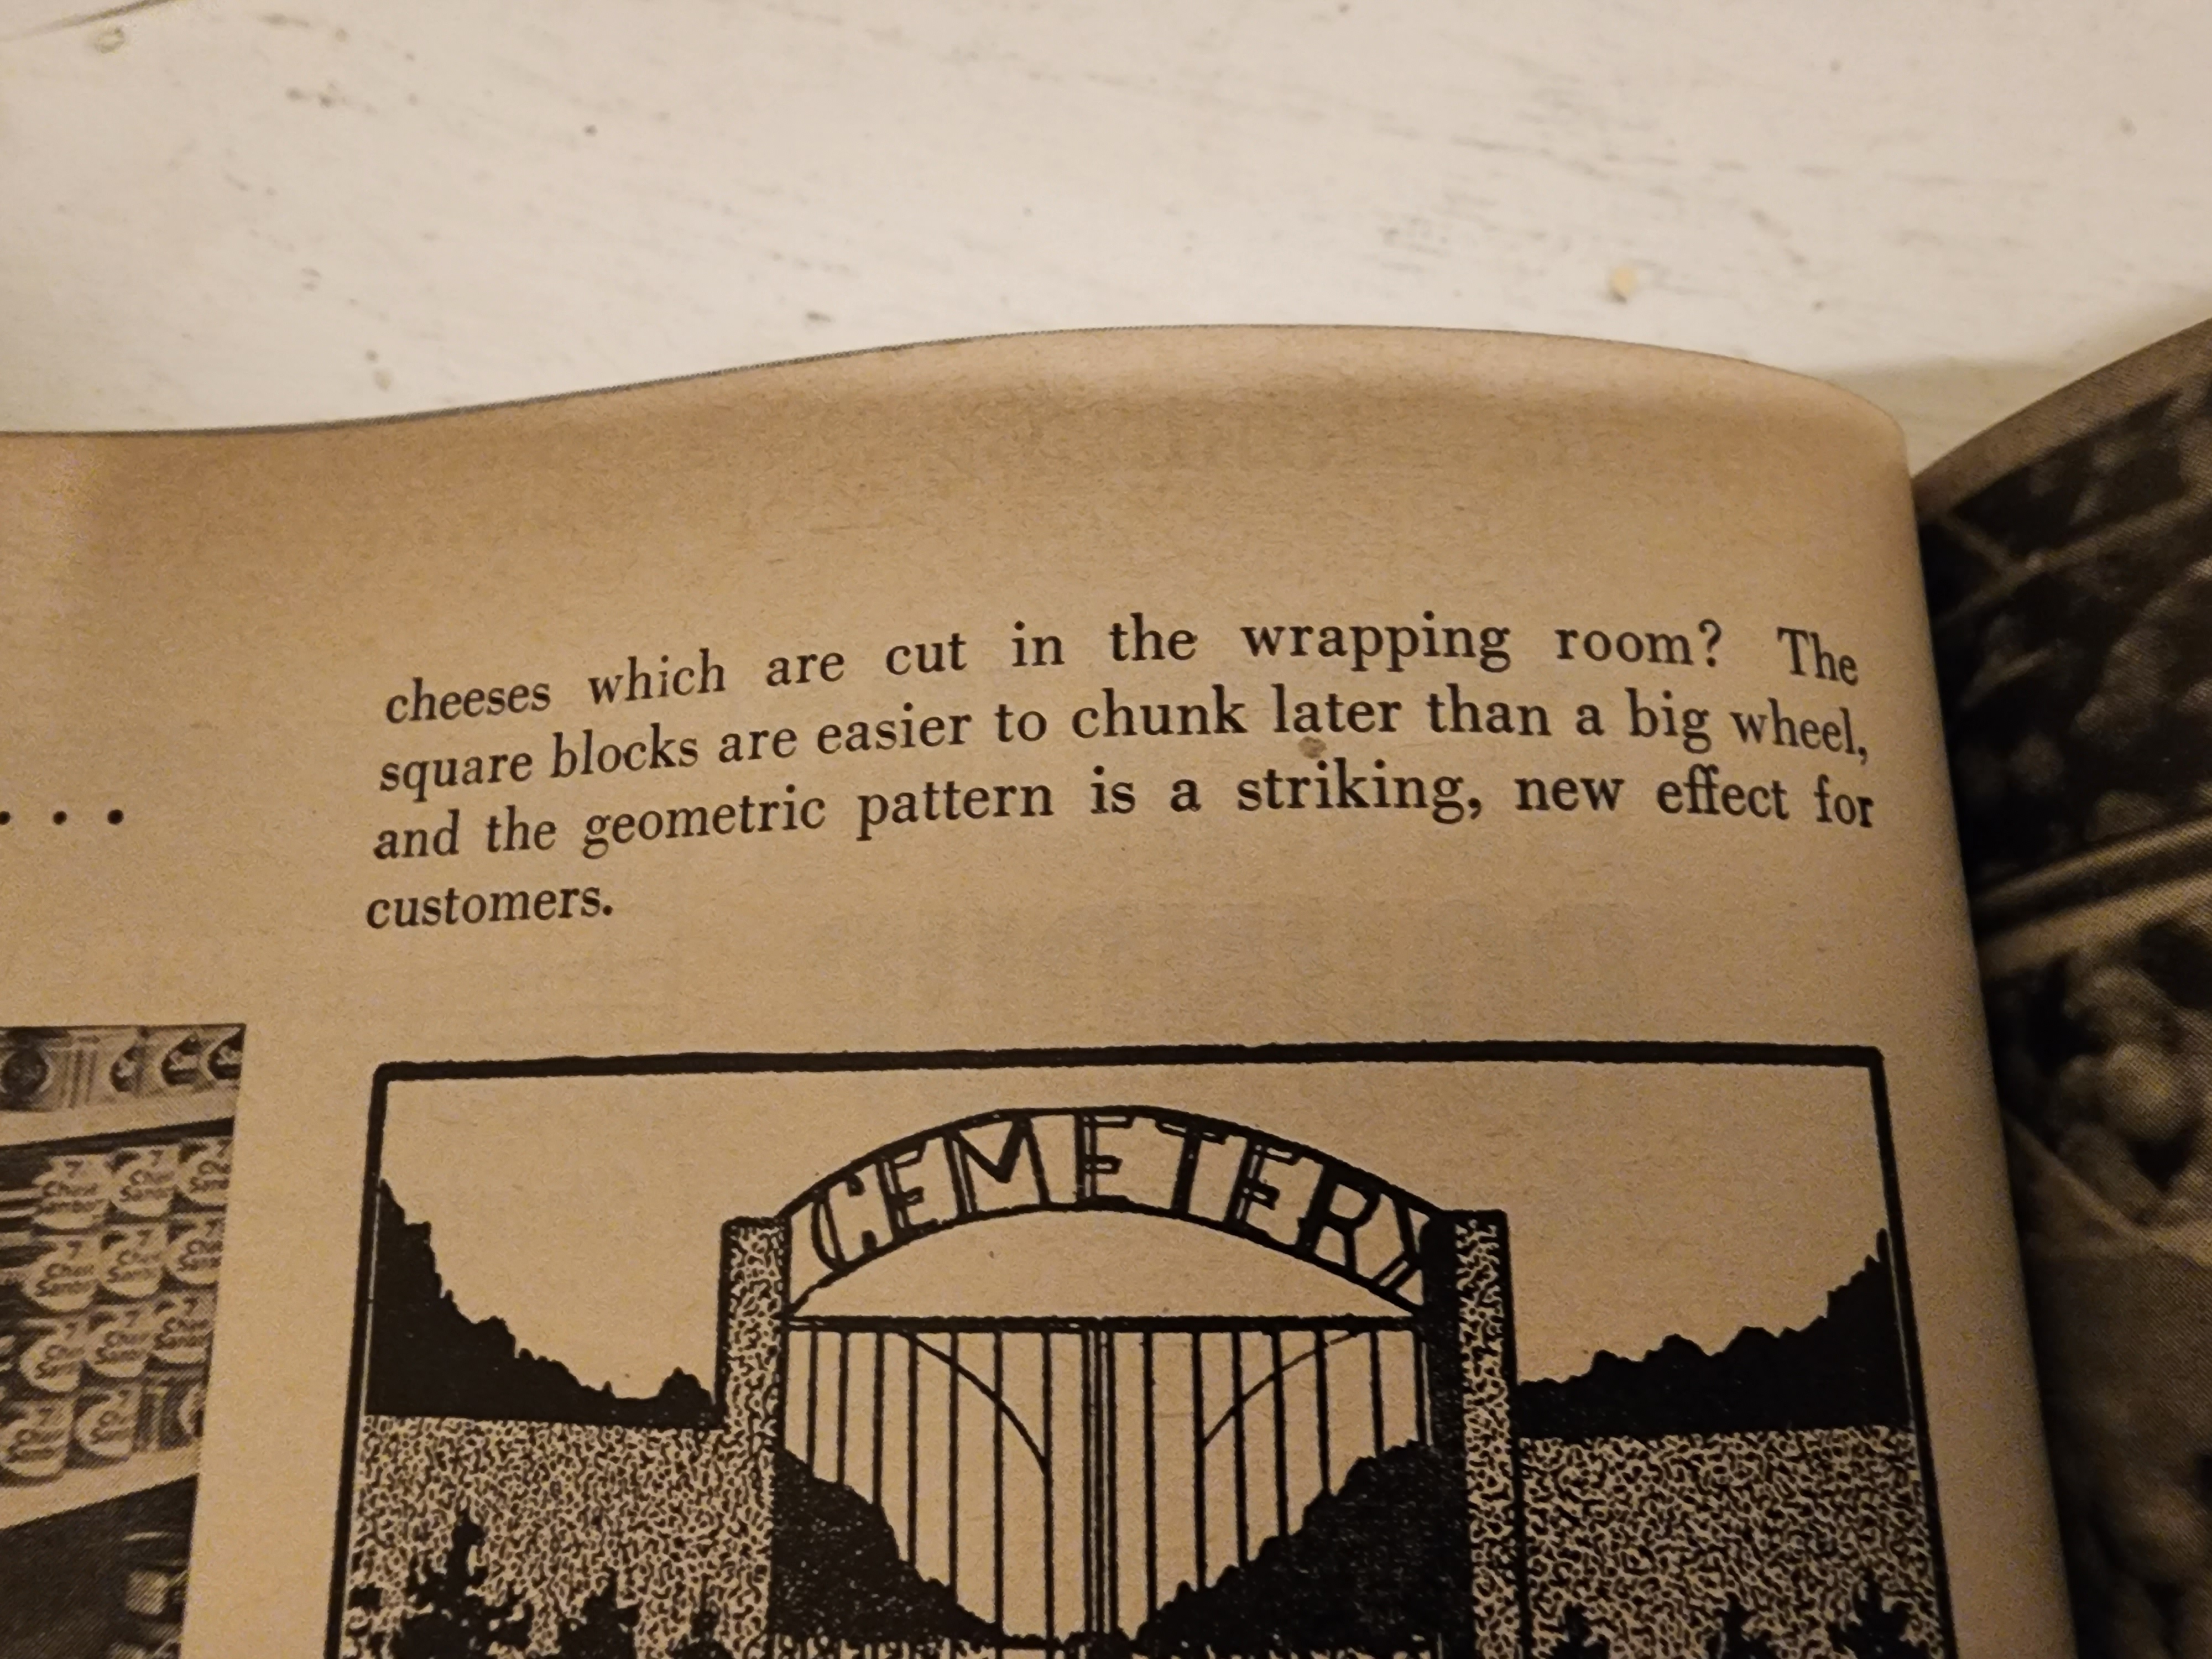 cheeses which are cut in the wrapping room? The
square blocks are easier to chunk later than a big wheel,
and the geometric pattern is a striking, new effect for
customers.
. . .
CEMETERY